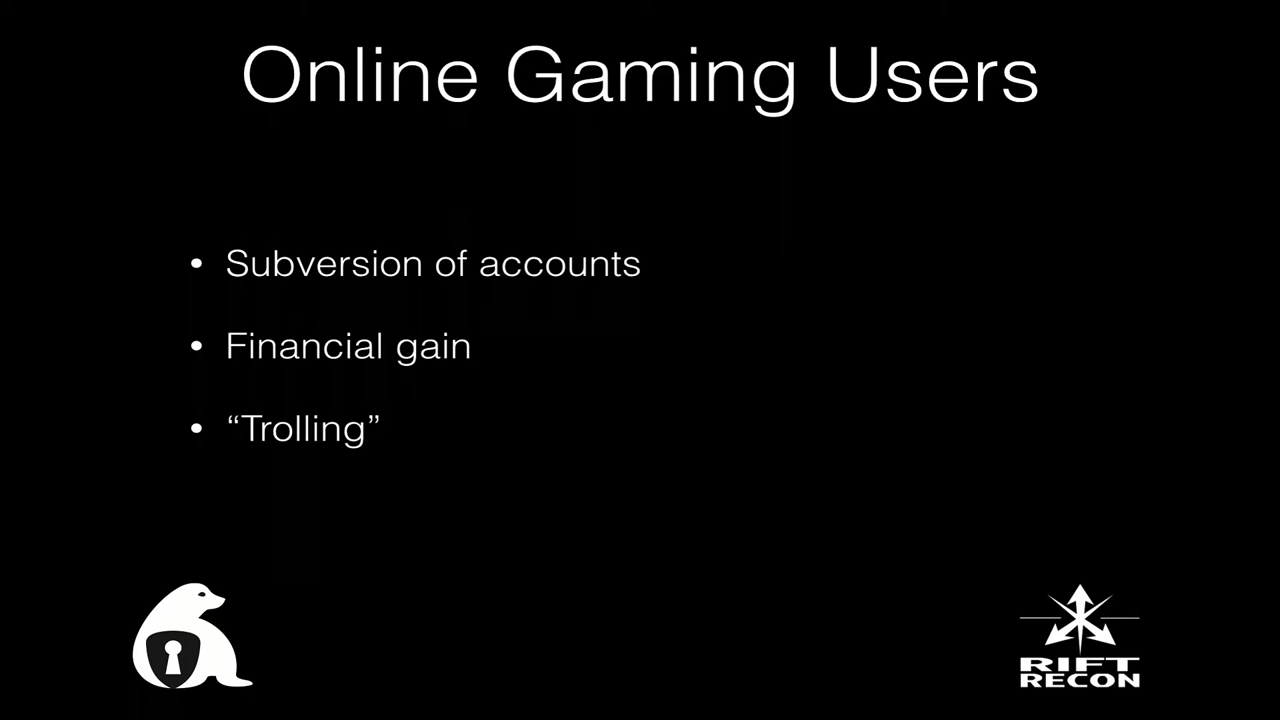 Online Gaming Users
• Subversion of accounts
• Financial gain
• “Trolling”
RIFT
RECON